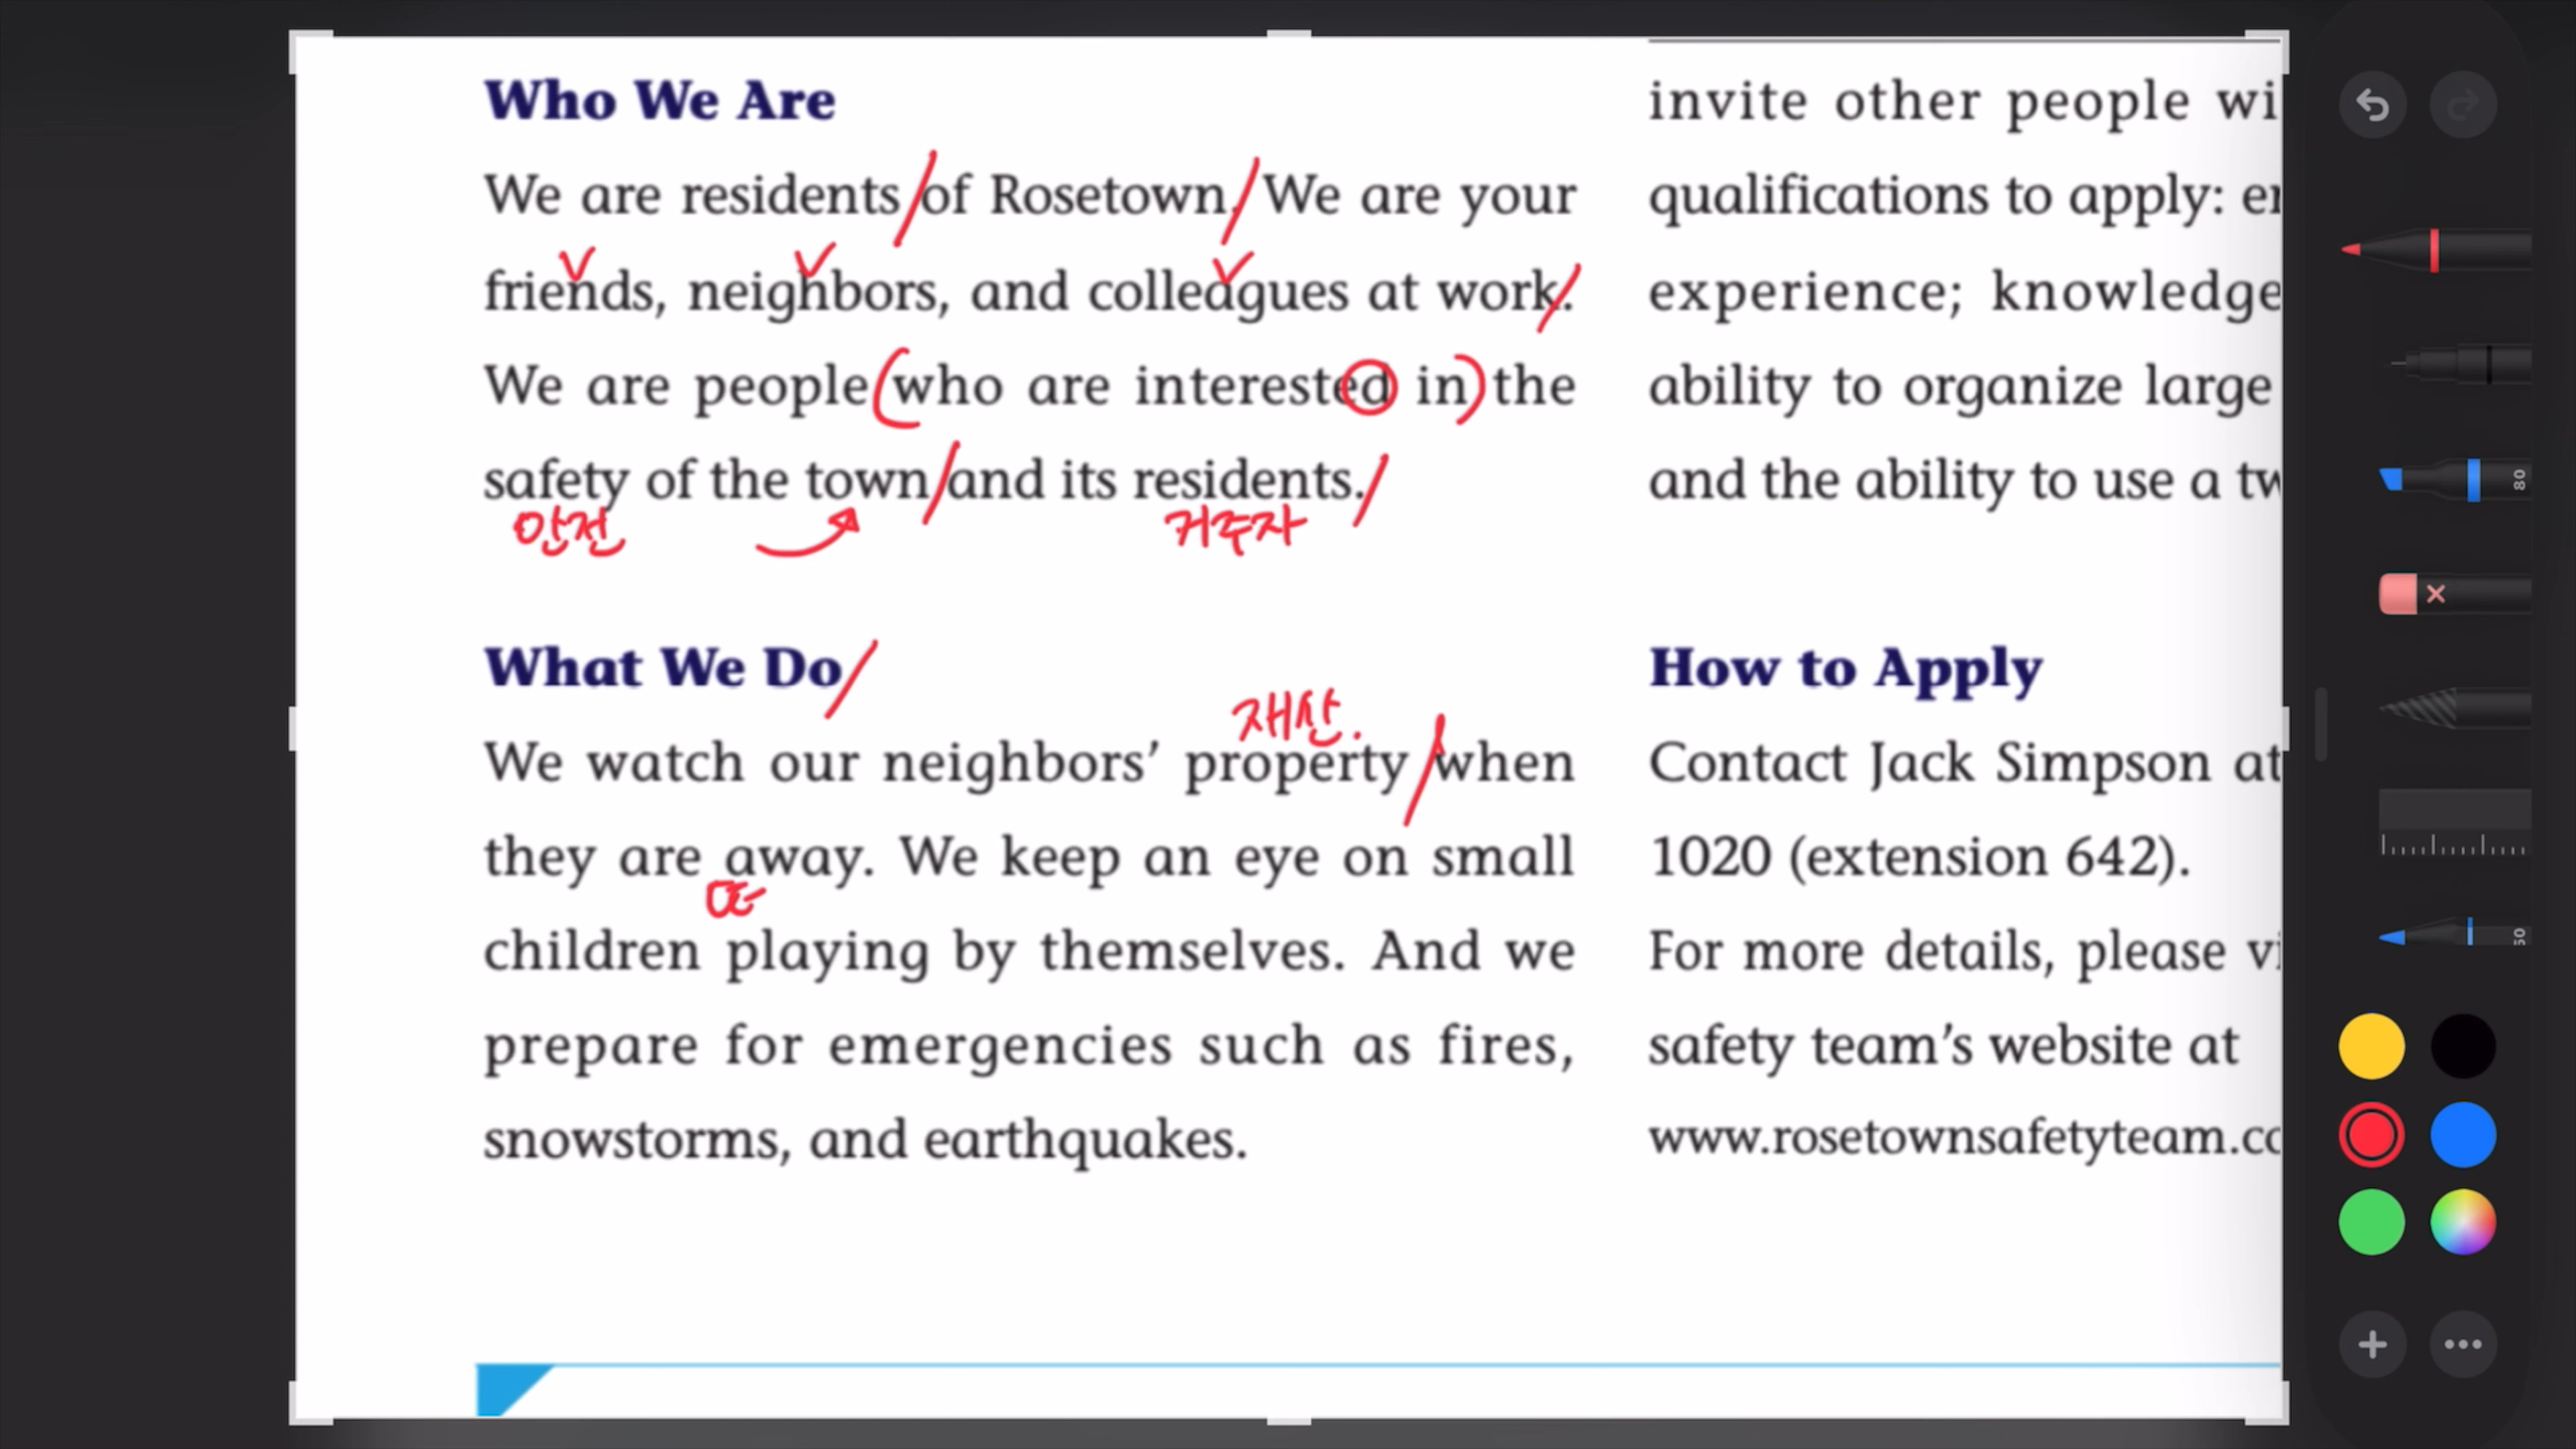 Who We Are
We are residents of Rosetown. We are your
friends, neighbors, and colleagues at work.
We are people who are interested in the
safety of the town and its residents.
안전 거주자
What We Do
재산.
We watch our neighbors' property when
they are away. We keep an eye on small
children playing by themselves. And we
prepare for emergencies such as fires,
snowstorms, and earthquakes.
invite other people wi
qualifications to apply: er
experience; knowledge
ability to organize large
and the ability to use a tw
How to Apply
Contact Jack Simpson at
1020 (extension 642).
For more details, please vi
safety team's website at
www.rosetownsafetyteam.co
80
50